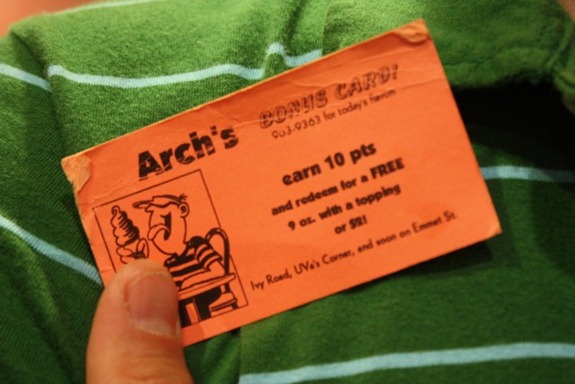 Arch's
BONUS CARD!
903-9363 for today's flavors
earn 10 pts
and redeem for a FREE
9 oz. with a topping
or $2!
Ivy Road, UVa's Corner, and soon on Emmet St.